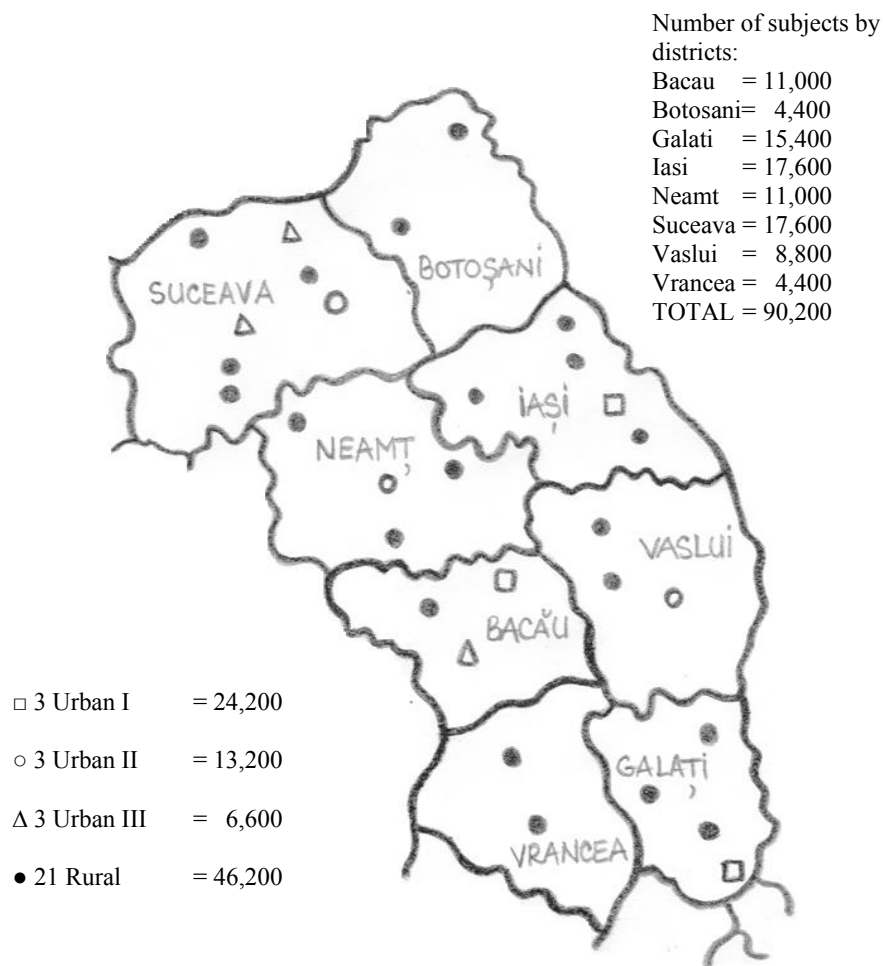 Number of subjects by
districts:
Bacau = 11,000
Botosani= 4,400
Galati = 15,400
Iasi = 17,600
Neamt = 11,000
Suceava = 17,600
Vaslui = 8,800
Vrancea = 4,400
TOTAL = 90,200
BOTOŞANI
SUCEAVA
IAŞI
NEAMŢ
VASLUI
BACĂU
GALAŢI
VRANCEA
□ 3 Urban I = 24,200
○ 3 Urban II = 13,200
Δ 3 Urban III = 6,600
● 21 Rural = 46,200